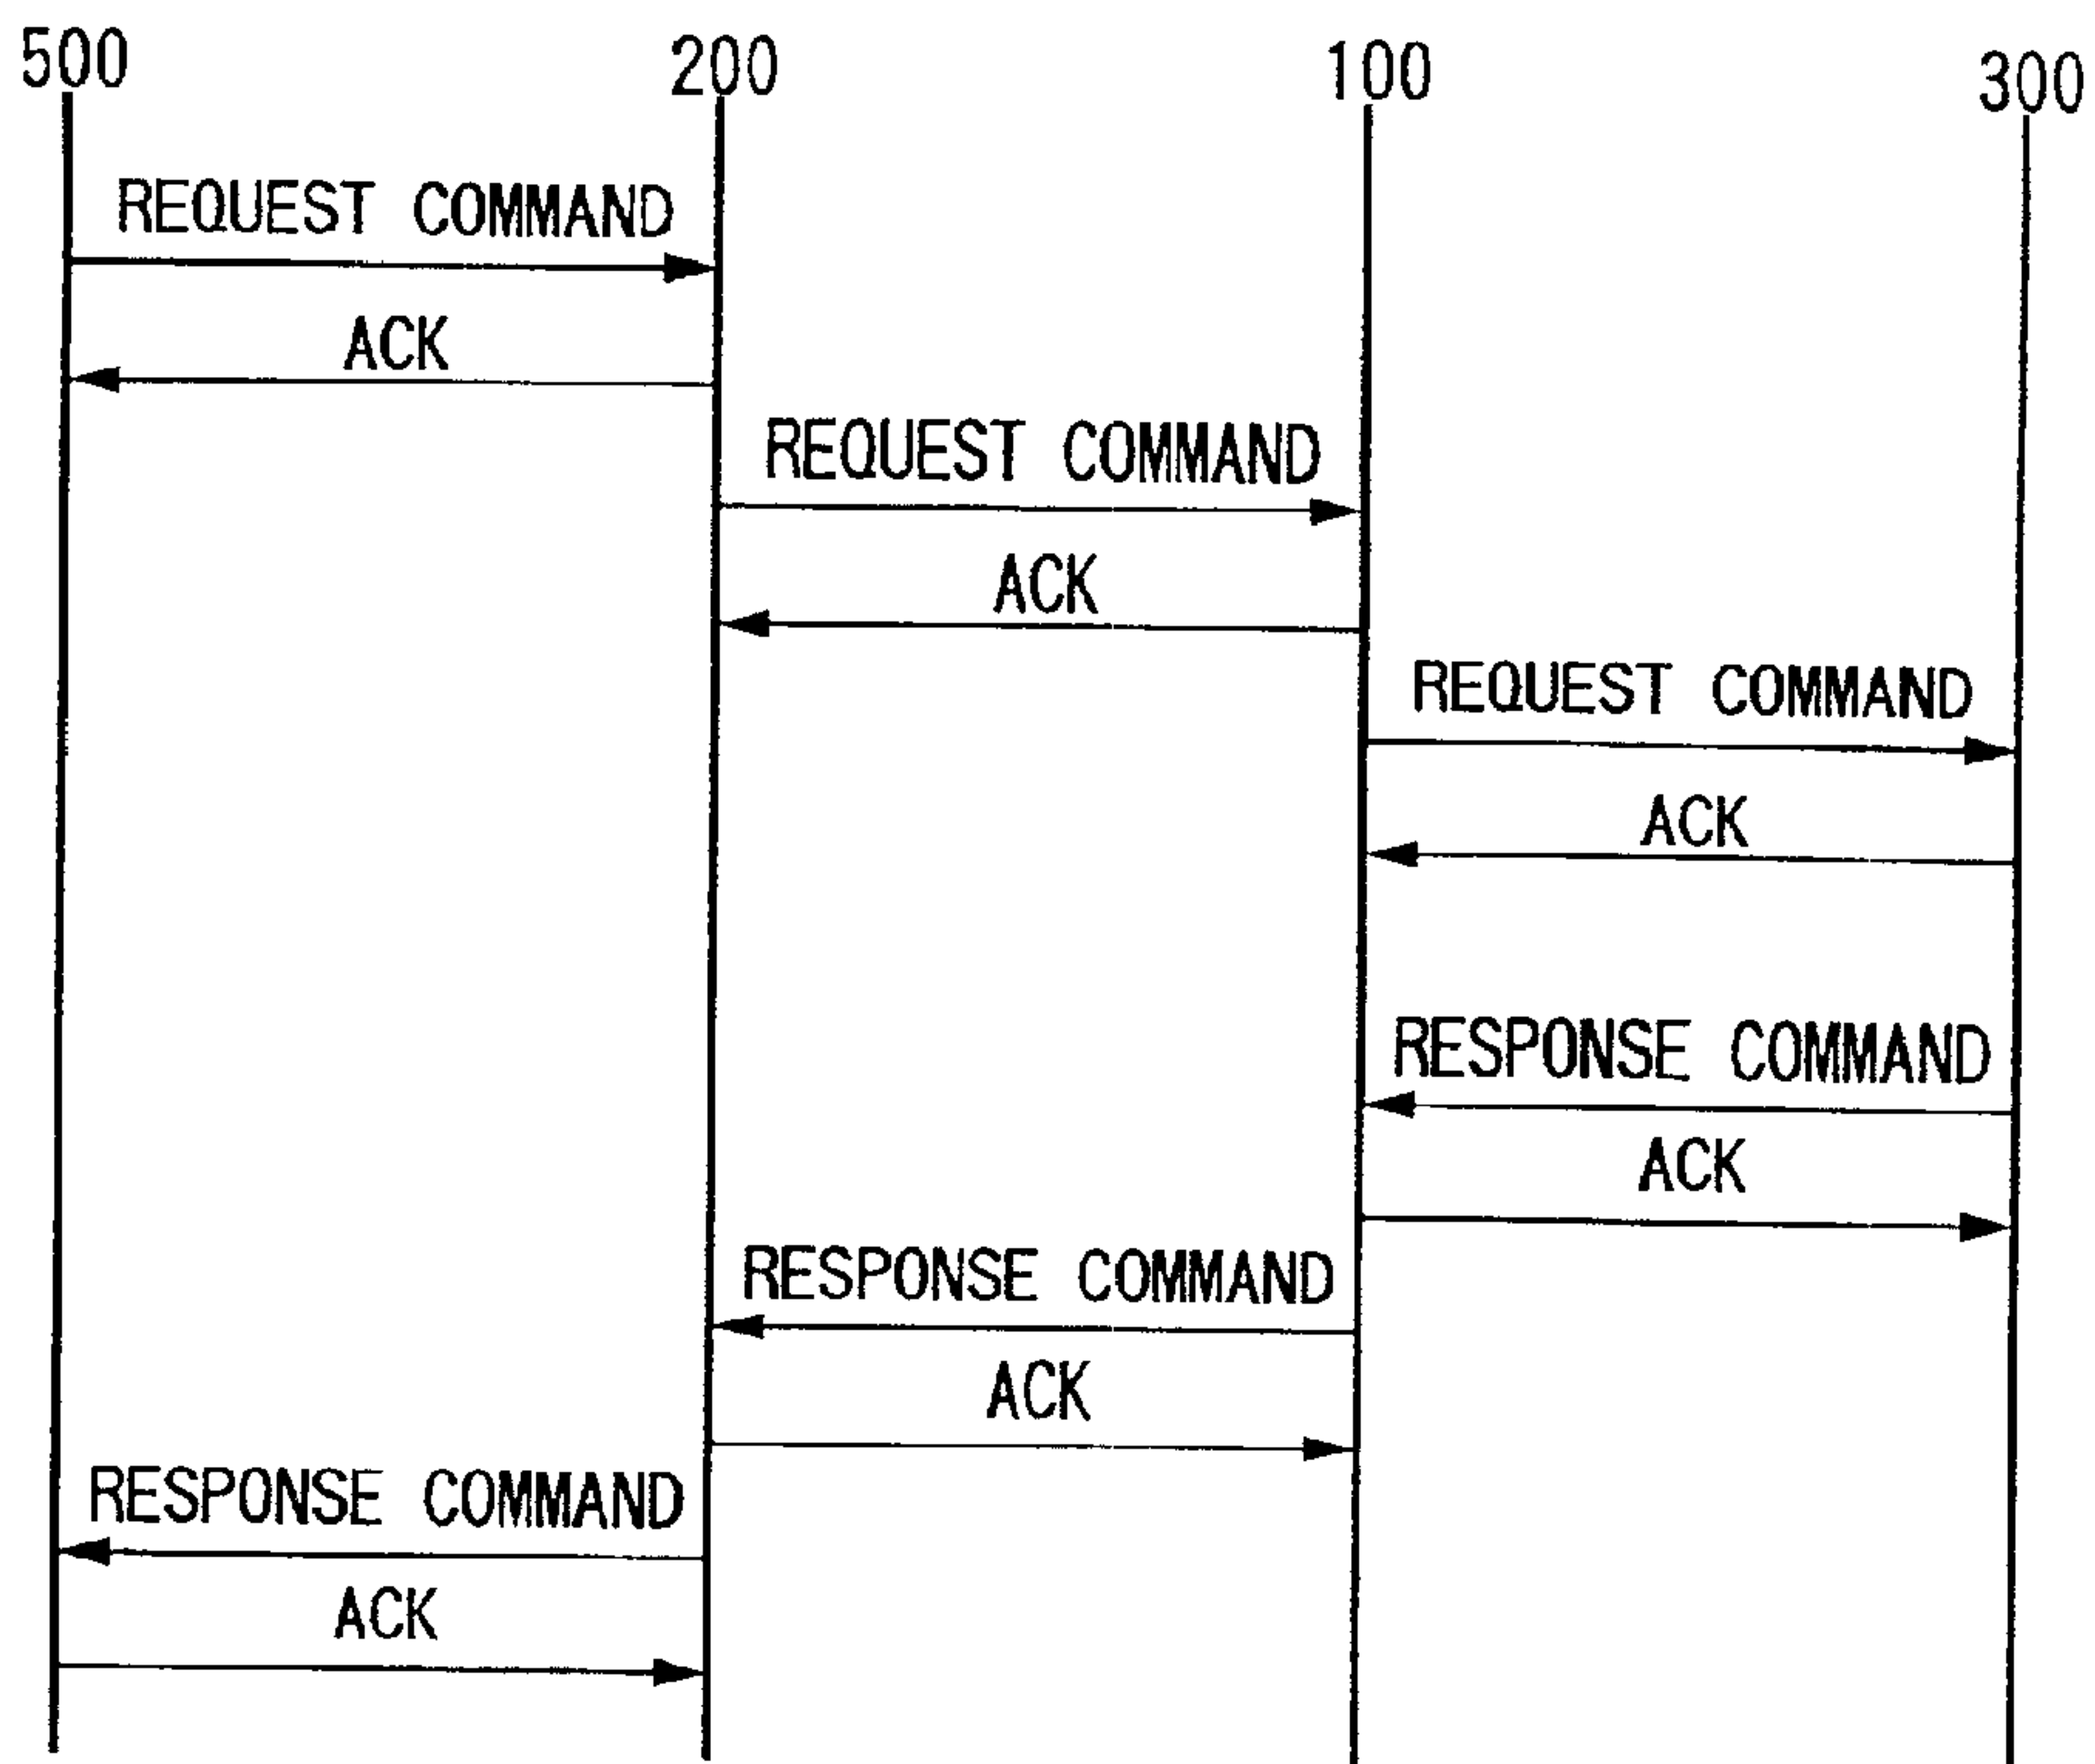 500 200 100 300
REQUEST COMMAND
ACK
REQUEST COMMAND
ACK
REQUEST COMMAND
ACK
RESPONSE COMMAND
ACK
RESPONSE COMMAND
ACK
RESPONSE COMMAND
ACK